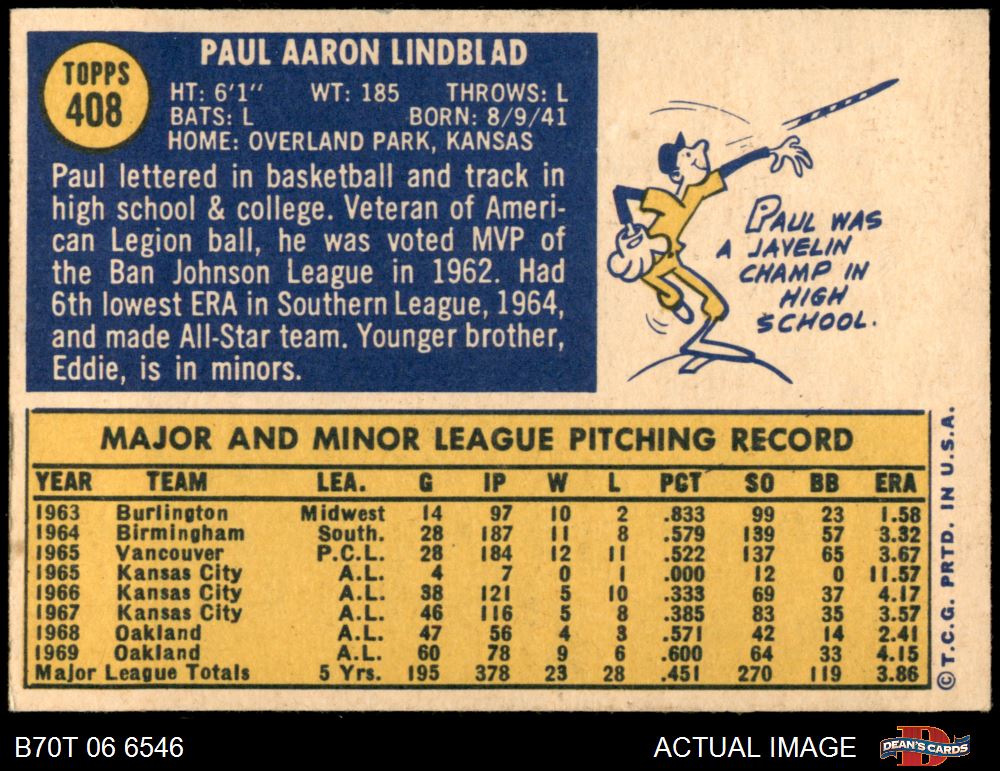 TOPPS
408
PAUL AARON LINDBLAD
HT: 6'1" WT: 185 THROWS: L
BATS: L BORN: 8/9/41
HOME: OVERLAND PARK, KANSAS
Paul lettered in basketball and track in
high school & college. Veteran of Ameri-
can Legion ball, he was voted MVP of
the Ban Johnson League in 1962. Had
6th lowest ERA in Southern League, 1964,
and made All-Star team. Younger brother,
Eddie, is in minors.
PAUL WAS
A JAVELIN
CHAMP IN
HIGH
SCHOOL.
MAJOR AND MINOR LEAGUE PITCHING RECORD
YEAR TEAM LEA. G IP W L PCT SO BB ERA
1963 Burlington Midwest 14 97 10 2 .833 99 23 1.58
1964 Birmingham South. 28 187 11 8 .579 139 57 3.32
1965 Vancouver P.C.L. 28 184 12 11 .522 137 65 3.67
1965 Kansas City A.L. 4 7 0 1 .000 12 0 11.57
1966 Kansas City A.L. 38 121 5 10 .333 69 37 4.17
1967 Kansas City A.L. 46 116 5 8 .385 83 35 3.57
1968 Oakland A.L. 47 56 4 3 .571 42 14 2.41
1969 Oakland A.L. 60 78 9 6 .600 64 33 4.15
Major League Totals 5 Yrs. 195 378 23 28 .451 270 119 3.86
©T.C.G. PRTD. IN U.S.A.
B70T 06 6546 ACTUAL IMAGE
D
DEAN'S CARDS